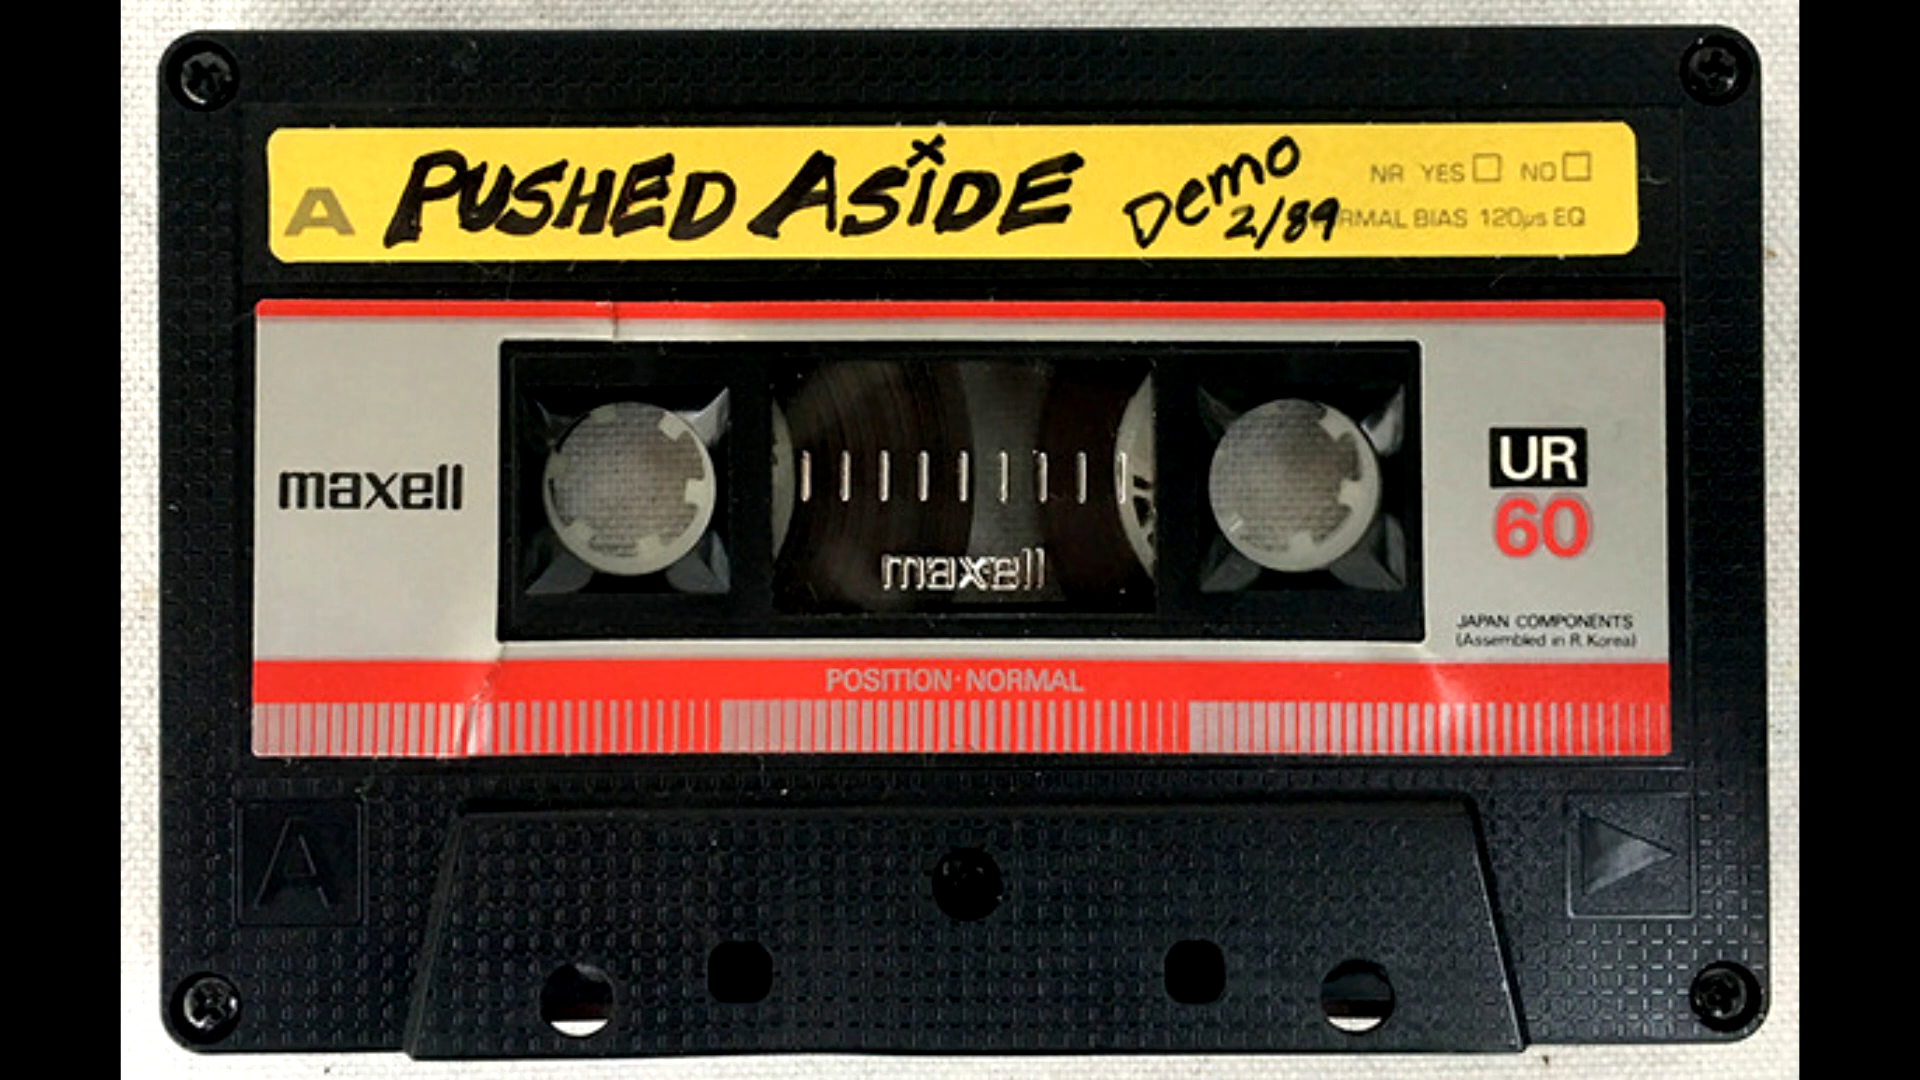 A PUSHED ASIDE Demo
2/89
NR YES NO
RMAL BIAS 120µs EQ
maxell
maxell
UR
60
JAPAN COMPONENTS
(Assembled in R. Korea)
POSITION·NORMAL
A